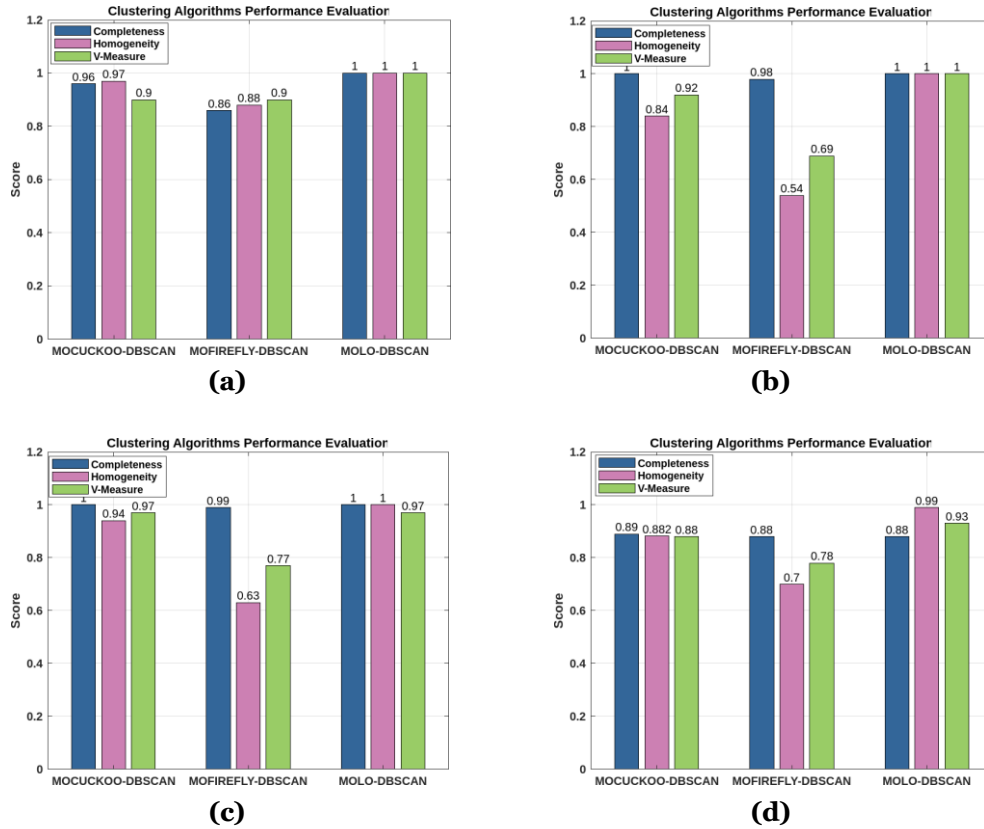 Clustering Algorithms Performance Evaluation
Completeness
Homogeneity
V-Measure
Score
1.2
1
0.8
0.6
0.4
0.2
0
0.96 0.97 0.9 0.86 0.88 0.9 1 1 1
MOCUCKOO-DBSCAN MOFIREFLY-DBSCAN MOLO-DBSCAN
(a)
Clustering Algorithms Performance Evaluation
Completeness
Homogeneity
V-Measure
Score
1.2
1
0.8
0.6
0.4
0.2
0
1 0.84 0.92 0.98 0.54 0.69 1 1 1
MOCUCKOO-DBSCAN MOFIREFLY-DBSCAN MOLO-DBSCAN
(b)
Clustering Algorithms Performance Evaluation
Completeness
Homogeneity
V-Measure
Score
1.2
1
0.8
0.6
0.4
0.2
0
1 0.94 0.97 0.99 0.63 0.77 1 1 0.97
MOCUCKOO-DBSCAN MOFIREFLY-DBSCAN MOLO-DBSCAN
(c)
Clustering Algorithms Performance Evaluation
Completeness
Homogeneity
V-Measure
Score
1.2
1
0.8
0.6
0.4
0.2
0
0.89 0.882 0.88 0.88 0.7 0.78 0.88 0.99 0.93
MOCUCKOO-DBSCAN MOFIREFLY-DBSCAN MOLO-DBSCAN
(d)